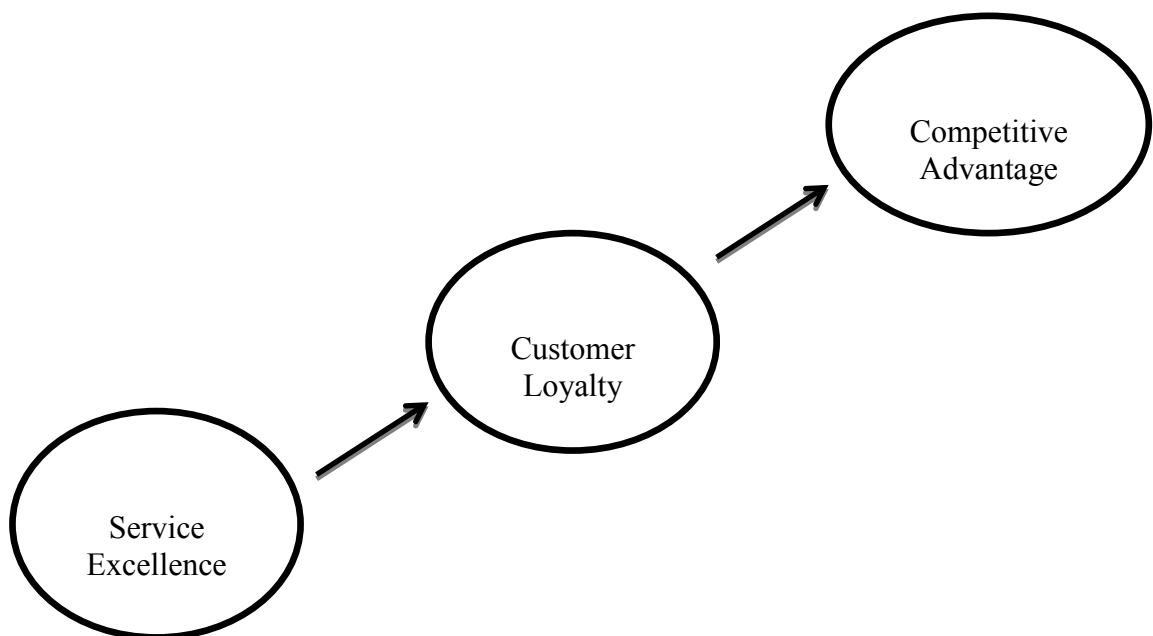 Competitive
Advantage
Customer
Loyalty
Service
Excellence